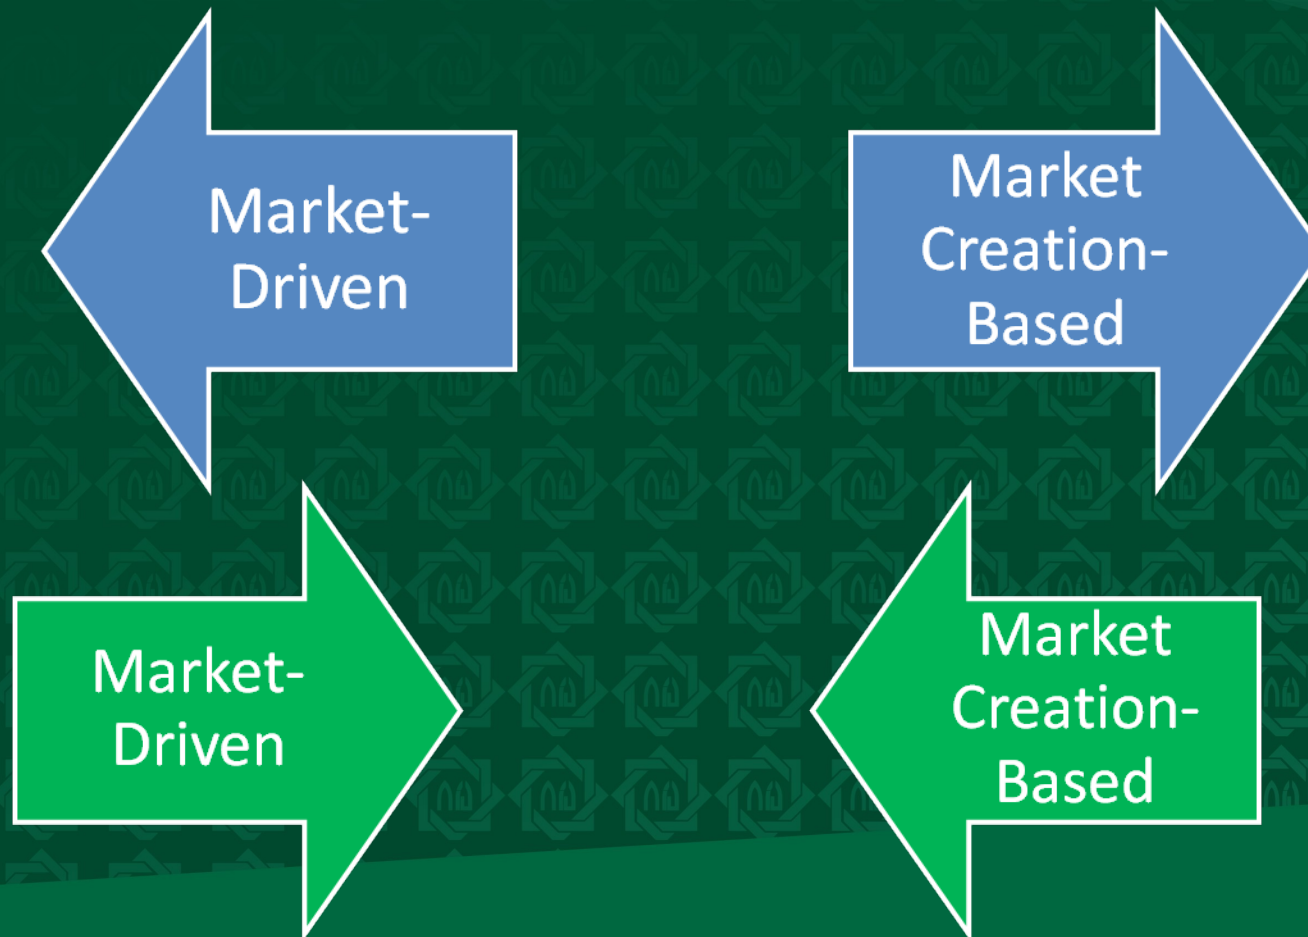 Market-
Driven
Market
Creation-
Based
Market-
Driven
Market
Creation-
Based